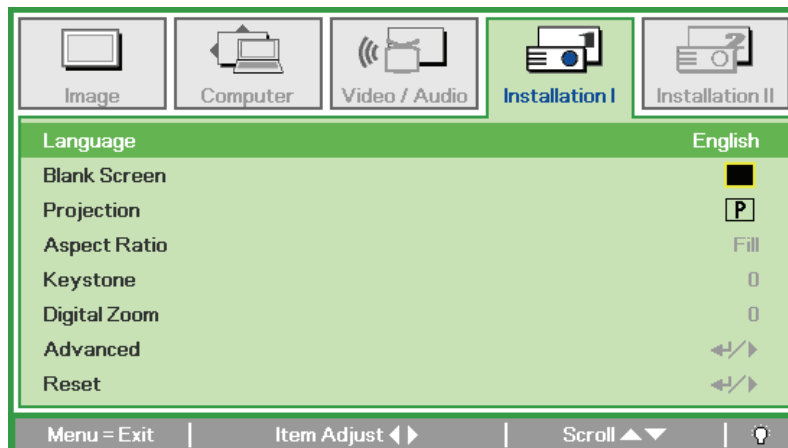 Image Computer Video / Audio Installation I Installation II
Language English
Blank Screen
Projection P
Aspect Ratio Fill
Keystone 0
Digital Zoom 0
Advanced
Reset
Menu = Exit Item Adjust Scroll